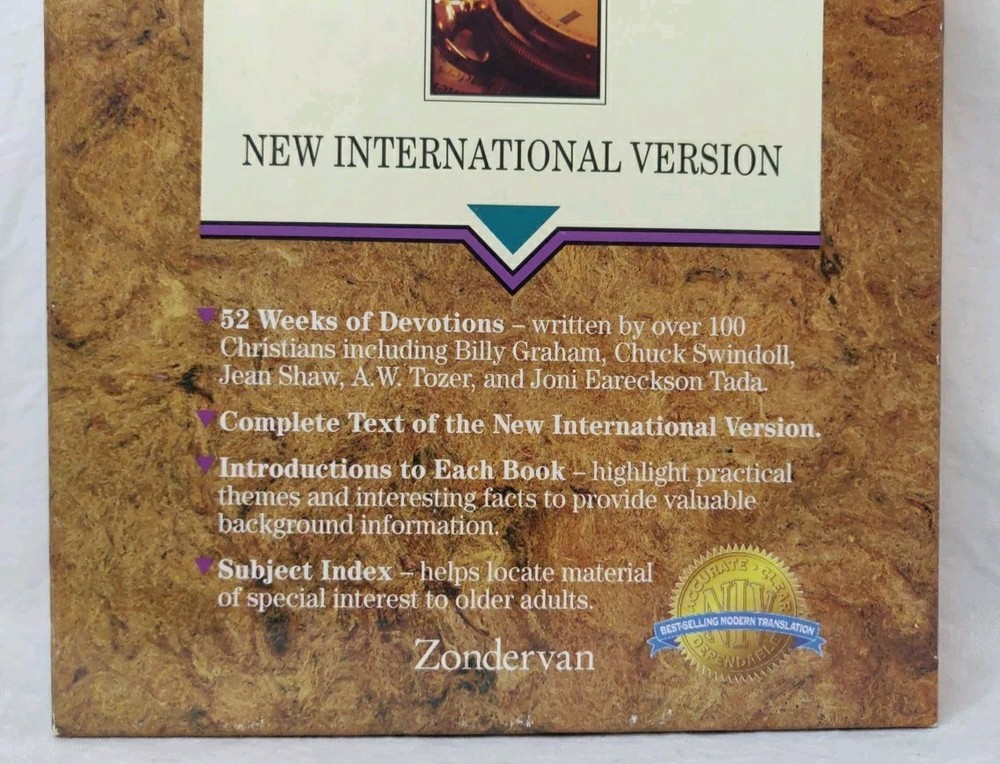 NEW INTERNATIONAL VERSION
52 Weeks of Devotions – written by over 100
Christians including Billy Graham, Chuck Swindoll,
Jean Shaw, A.W. Tozer, and Joni Eareckson Tada.
Complete Text of the New International Version.
Introductions to Each Book – highlight practical
themes and interesting facts to provide valuable
background information.
Subject Index – helps locate material
of special interest to older adults.
ACCURATE · CLEAR
NIV
BEST-SELLING MODERN TRANSLATION
DEPENDABLE
Zondervan